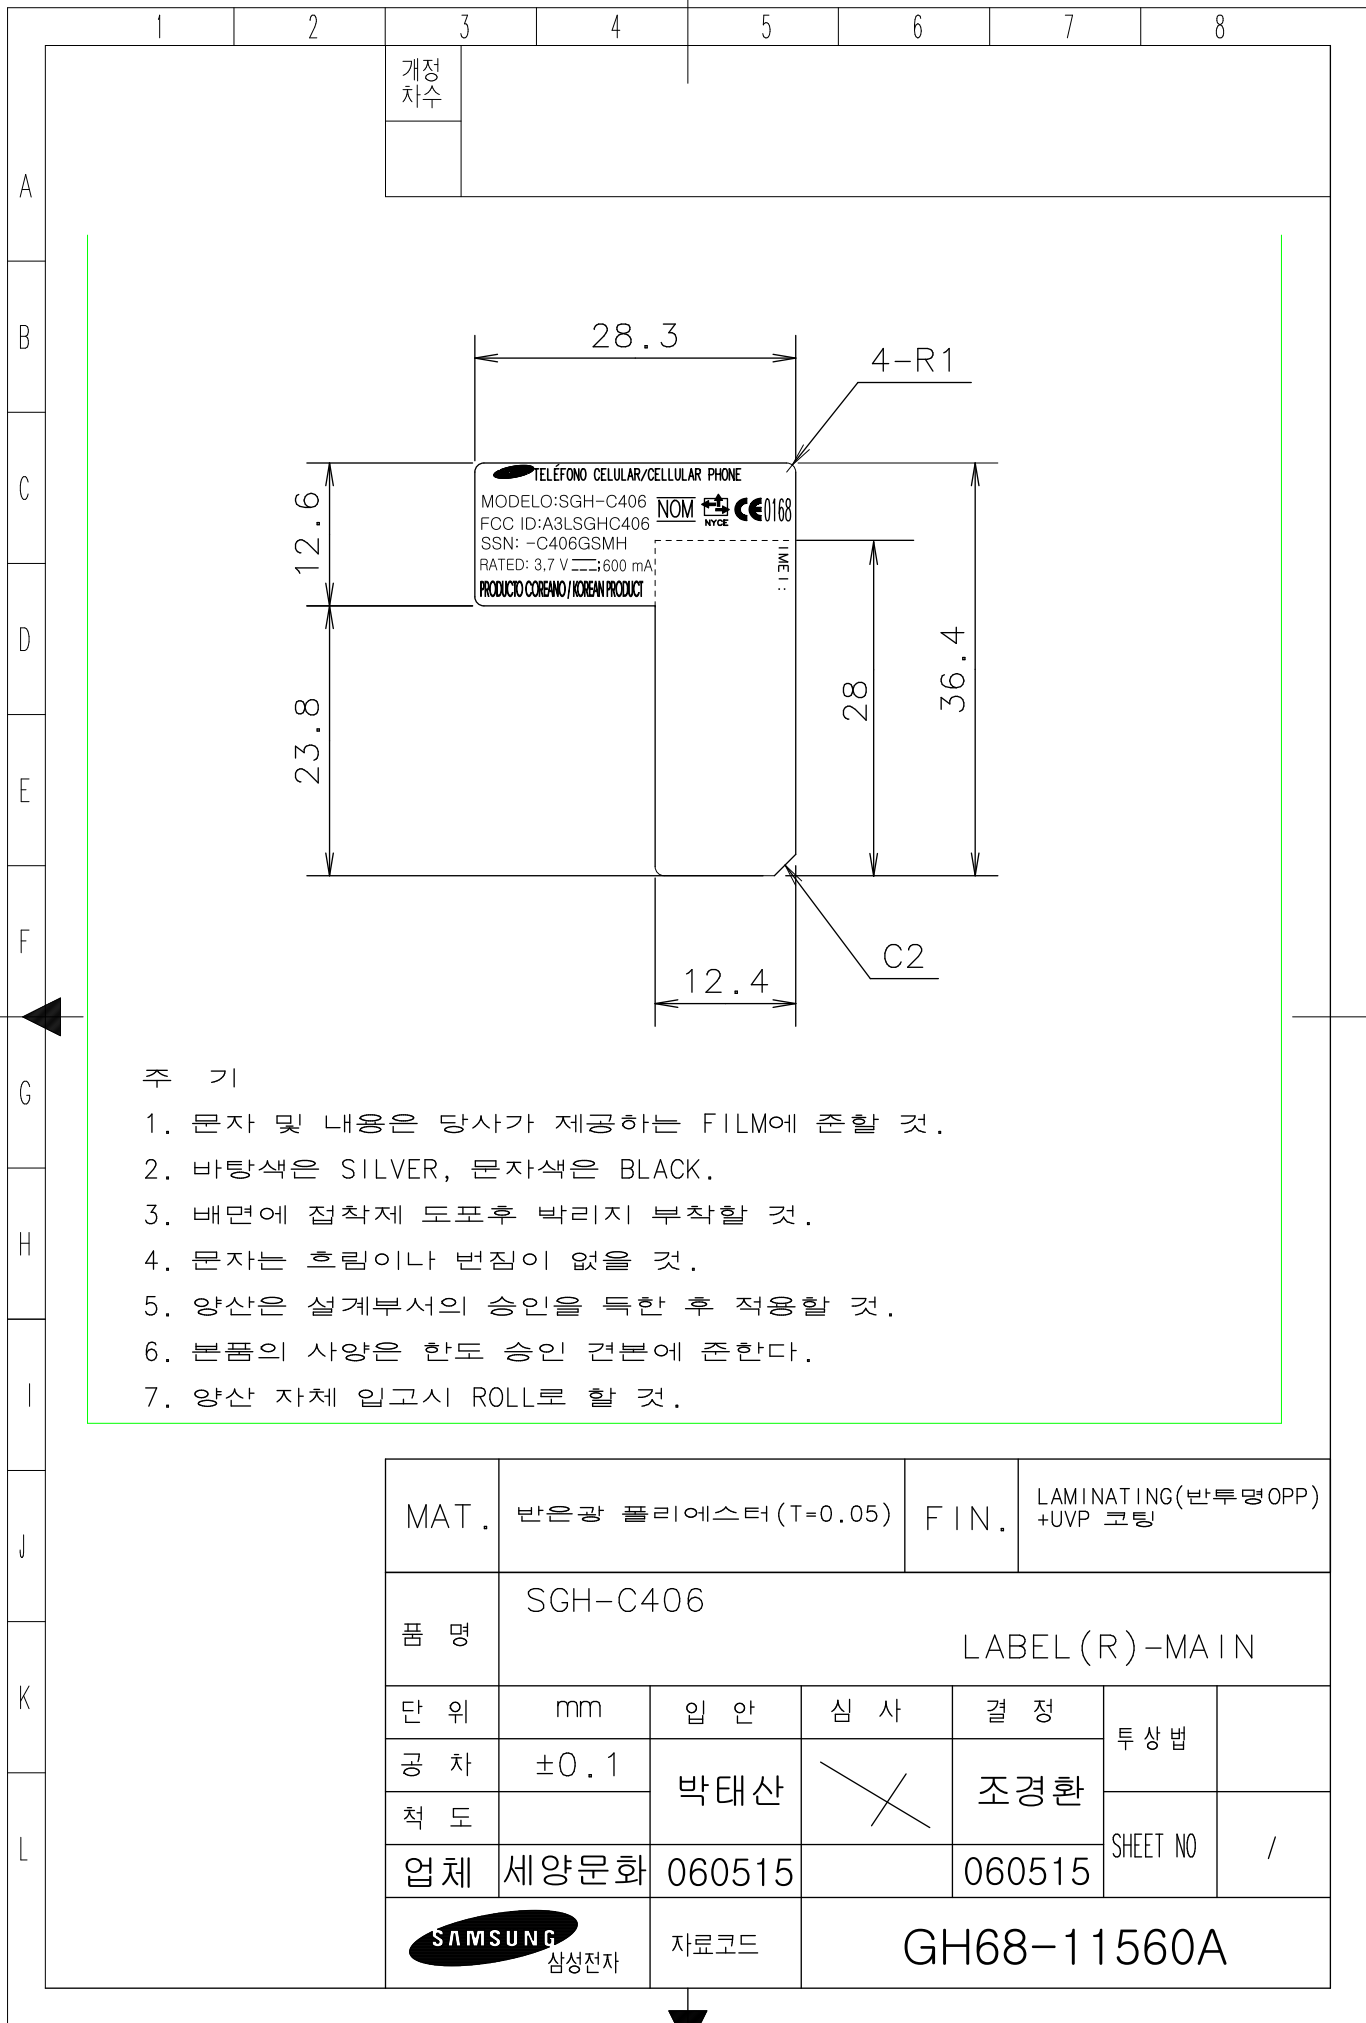 1 2 3 4 5 6 7 8
개정
차수
A
B
C
D
E
F
G
H
I
J
K
L
28.3
4-R1
12.6
23.8
28
36.4
12.4
C2
TELÉFONO CELULAR/CELLULAR PHONE
MODELO:SGH-C406
FCC ID:A3LSGHC406
SSN: -C406GSMH
RATED: 3.7 V ⎓;600 mA
PRODUCTO COREANO / KOREAN PRODUCT
NOM
NYCE
CE0168
IMEI:
주 기
1. 문자 및 내용은 당사가 제공하는 FILM에 준할 것.
2. 바탕색은 SILVER, 문자색은 BLACK.
3. 배면에 접착제 도포후 박리지 부착할 것.
4. 문자는 흐림이나 번짐이 없을 것.
5. 양산은 설계부서의 승인을 득한 후 적용할 것.
6. 본품의 사양은 한도 승인 견본에 준한다.
7. 양산 자체 입고시 ROLL로 할 것.
MAT. 반은광 폴리에스터(T=0.05) FIN. LAMINATING(반투명OPP)
+UVP 코팅
품 명 SGH-C406
LABEL(R)-MAIN
단 위 mm 입 안 심 사 결 정 투상법
공 차 ±0.1 박태산 조경환
척 도
SHEET NO /
업체 세양문화 060515 060515
SAMSUNG 삼성전자 자료코드 GH68-11560A